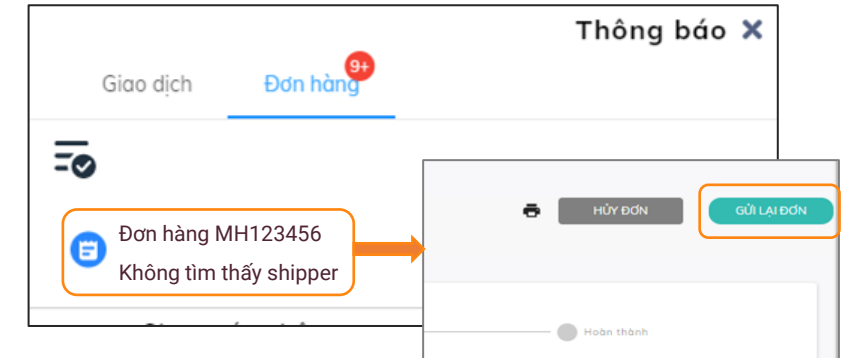 Thông báo
Giao dịch
Đơn hàng
9+
Đơn hàng MH123456
Không tìm thấy shipper
HỦY ĐƠN
GỬI LẠI ĐƠN
Hoàn thành